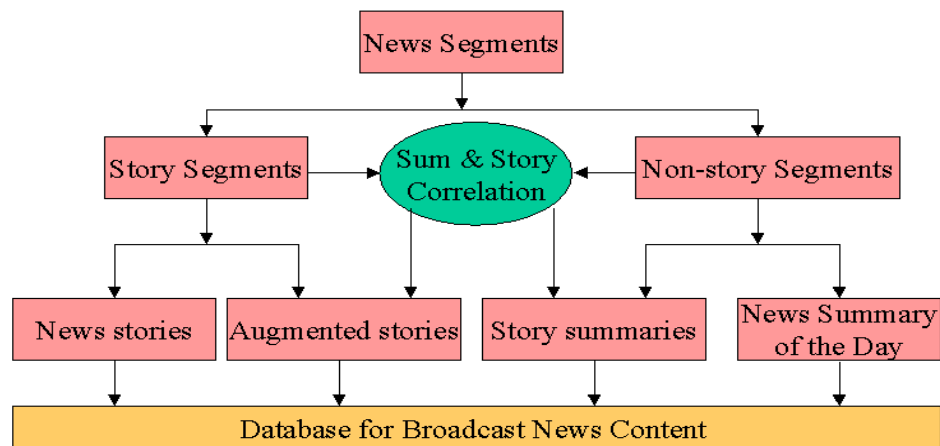 News Segments
Story Segments
Sum & Story
Correlation
Non-story Segments
News stories
Augmented stories
Story summaries
News Summary
of the Day
Database for Broadcast News Content